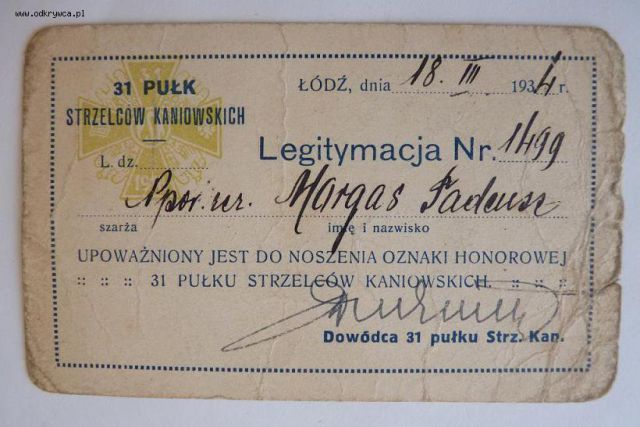 www.odkrywca.pl
31 PUŁK
STRZELCÓW KANIOWSKICH
ŁÓDŹ, dnia 18. III 1934 r.
L. dz.
Legitymacja Nr. 1499
Margas Tadeusz
szarża imię i nazwisko
UPOWAŻNIONY JEST DO NOSZENIA OZNAKI HONOROWEJ
:: :: :: 31 PUŁKU STRZELCÓW KANIOWSKICH. :: :: ::
Dowódca 31 pułku Strz. Kan.